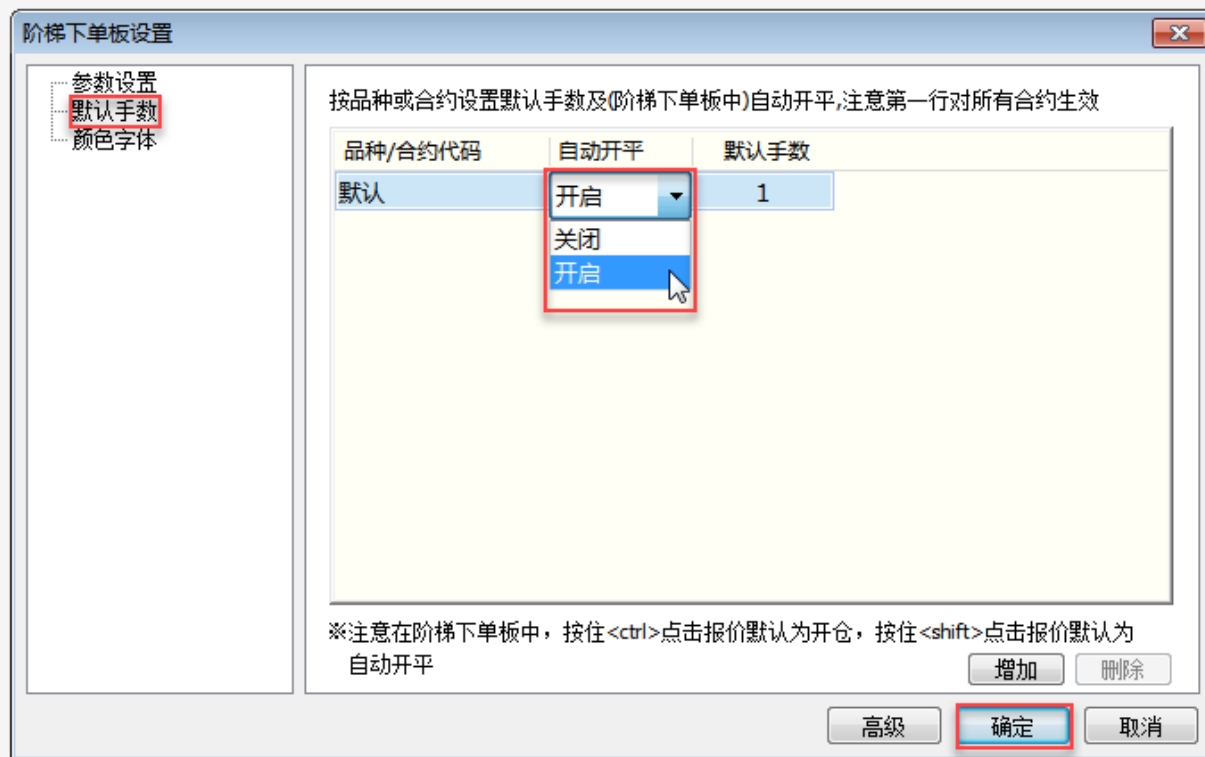 阶梯下单板设置
参数设置
默认手数
颜色字体
按品种或合约设置默认手数及(阶梯下单板中)自动开平,注意第一行对所有合约生效
品种/合约代码 自动开平 默认手数
默认 开启 1
关闭
开启
※注意在阶梯下单板中，按住<ctrl>点击报价默认为开仓，按住<shift>点击报价默认为
自动开平
增加 删除
高级 确定 取消